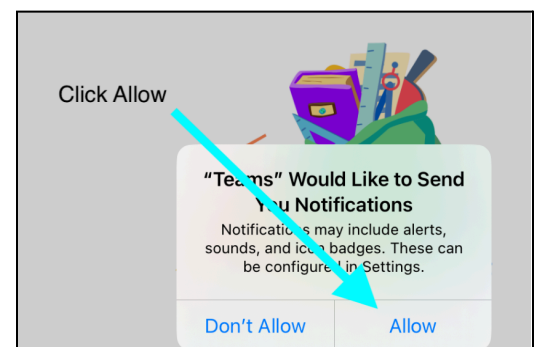 Click Allow
“Teams” Would Like to Send
You Notifications
Notifications may include alerts,
sounds, and icon badges. These can
be configured in Settings.
Don’t Allow
Allow